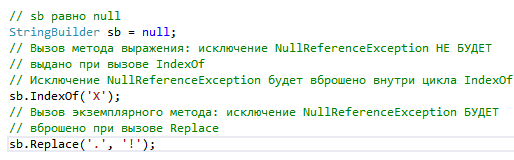 // sb равно null
StringBuilder sb = null;
// Вызов метода выражения: исключение NullReferenceException НЕ БУДЕТ
// выдано при вызове IndexOf
// Исключение NullReferenceException будет вброшено внутри цикла IndexOf
sb.IndexOf('X');
// Вызов экземплярного метода: исключение NullReferenceException БУДЕТ
// вброшено при вызове Replace
sb.Replace('.', '!');